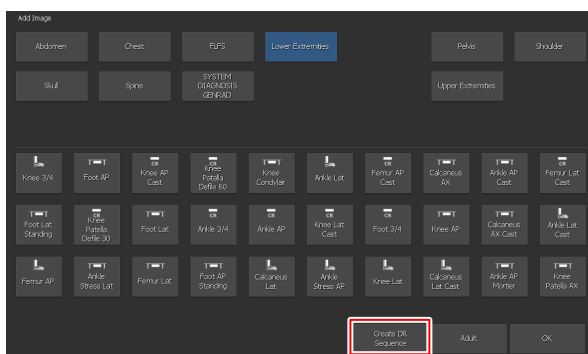 Add Image
Abdomen
Chest
FLFS
Lower Extremities
Pelvis
Shoulder
Skull
Spine
SYSTEM
DIAGNOSIS
GENRAD
Upper Extremities
Knee 3/4
Foot AP
CR
Knee AP
Cast
CR
Knee
Patella
Defile 60
Knee
Condylair
Ankle Lat
CR
Femur AP
Cast
Calcaneus
AX
Ankle AP
Cast
CR
Femur Lat
Cast
Foot Lat
Standing
CR
Knee
Patella
Defile 30
Foot Lat
CR
Ankle 3/4
CR
Ankle AP
CR
Knee Lat
Cast
CR
Foot 3/4
Knee AP
Calcaneus
AX Cast
Ankle Lat
Cast
Femur AP
Ankle
Stress Lat
Femur Lat
Foot AP
Standing
Calcaneus
Lat
Ankle
Stress AP
Knee Lat
Calcaneus
Lat Cast
Ankle AP
Mortier
Knee
Patella AX
Create DR
Sequence
Adult
OK